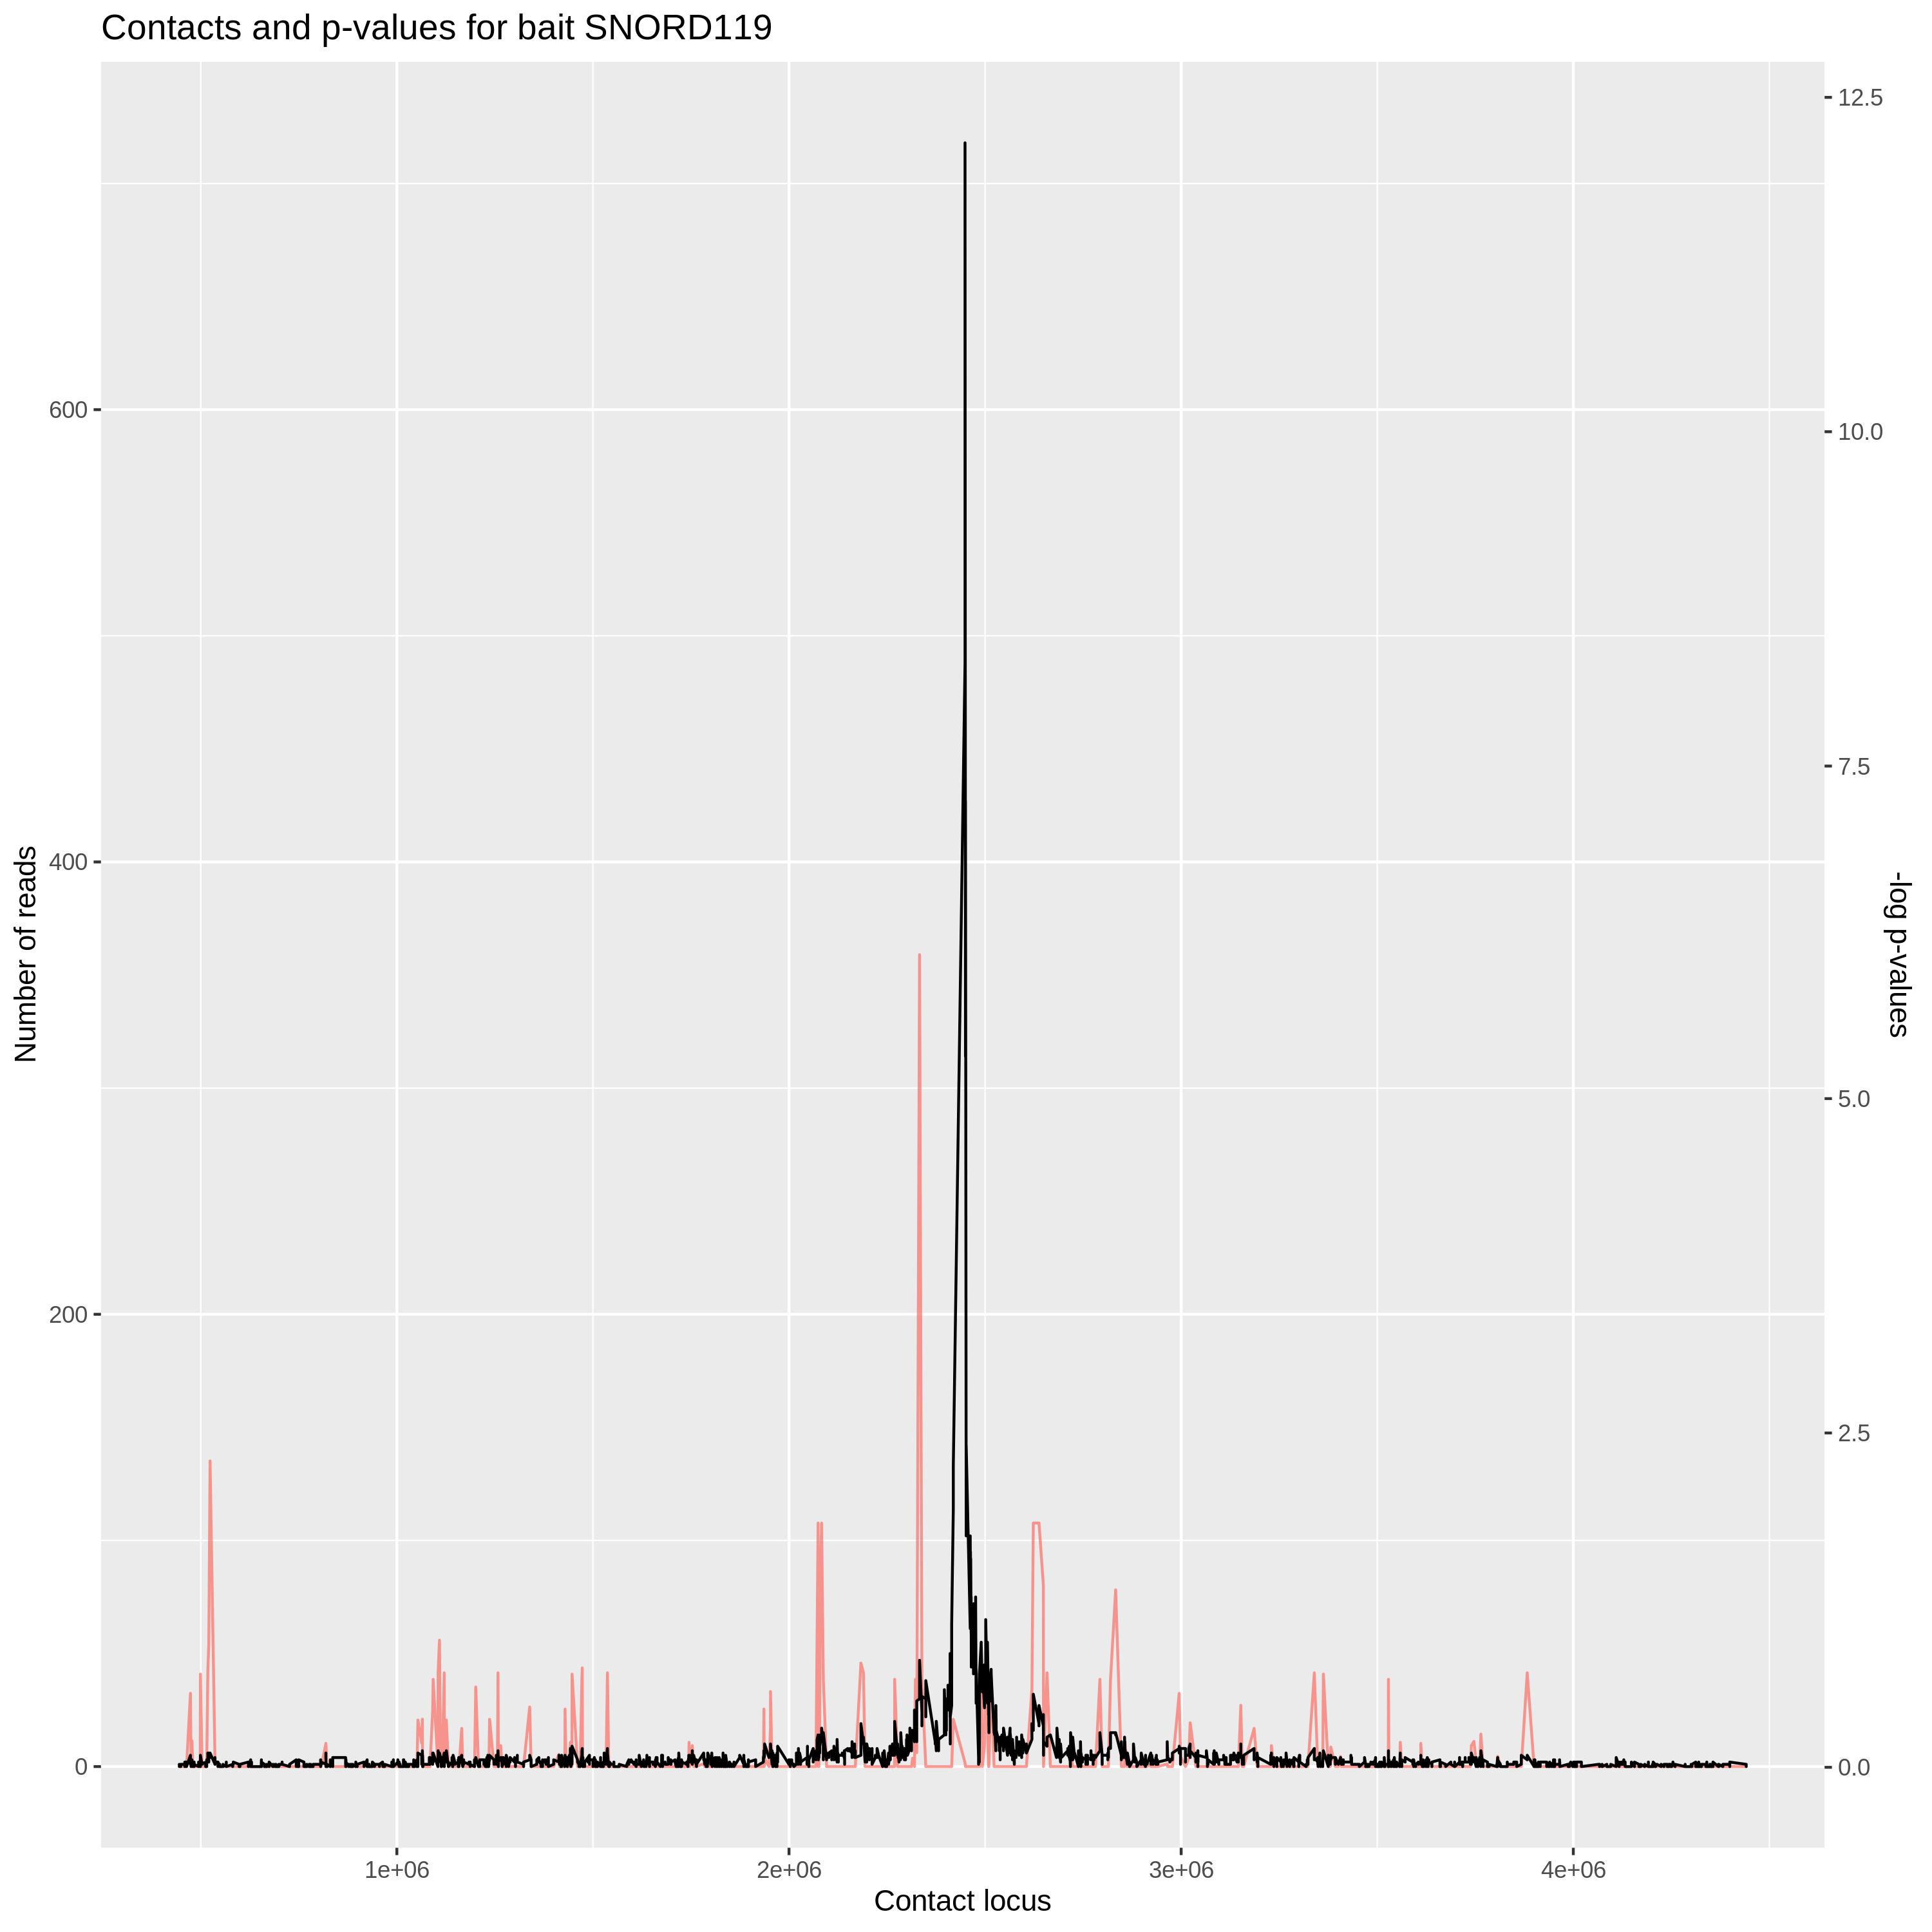 Contacts and p-values for bait SNORD119
12.5
600
10.0
7.5
400
Number of reads
-log p-values
5.0
200
2.5
0
0.0
1e+06
2e+06
3e+06
4e+06
Contact locus